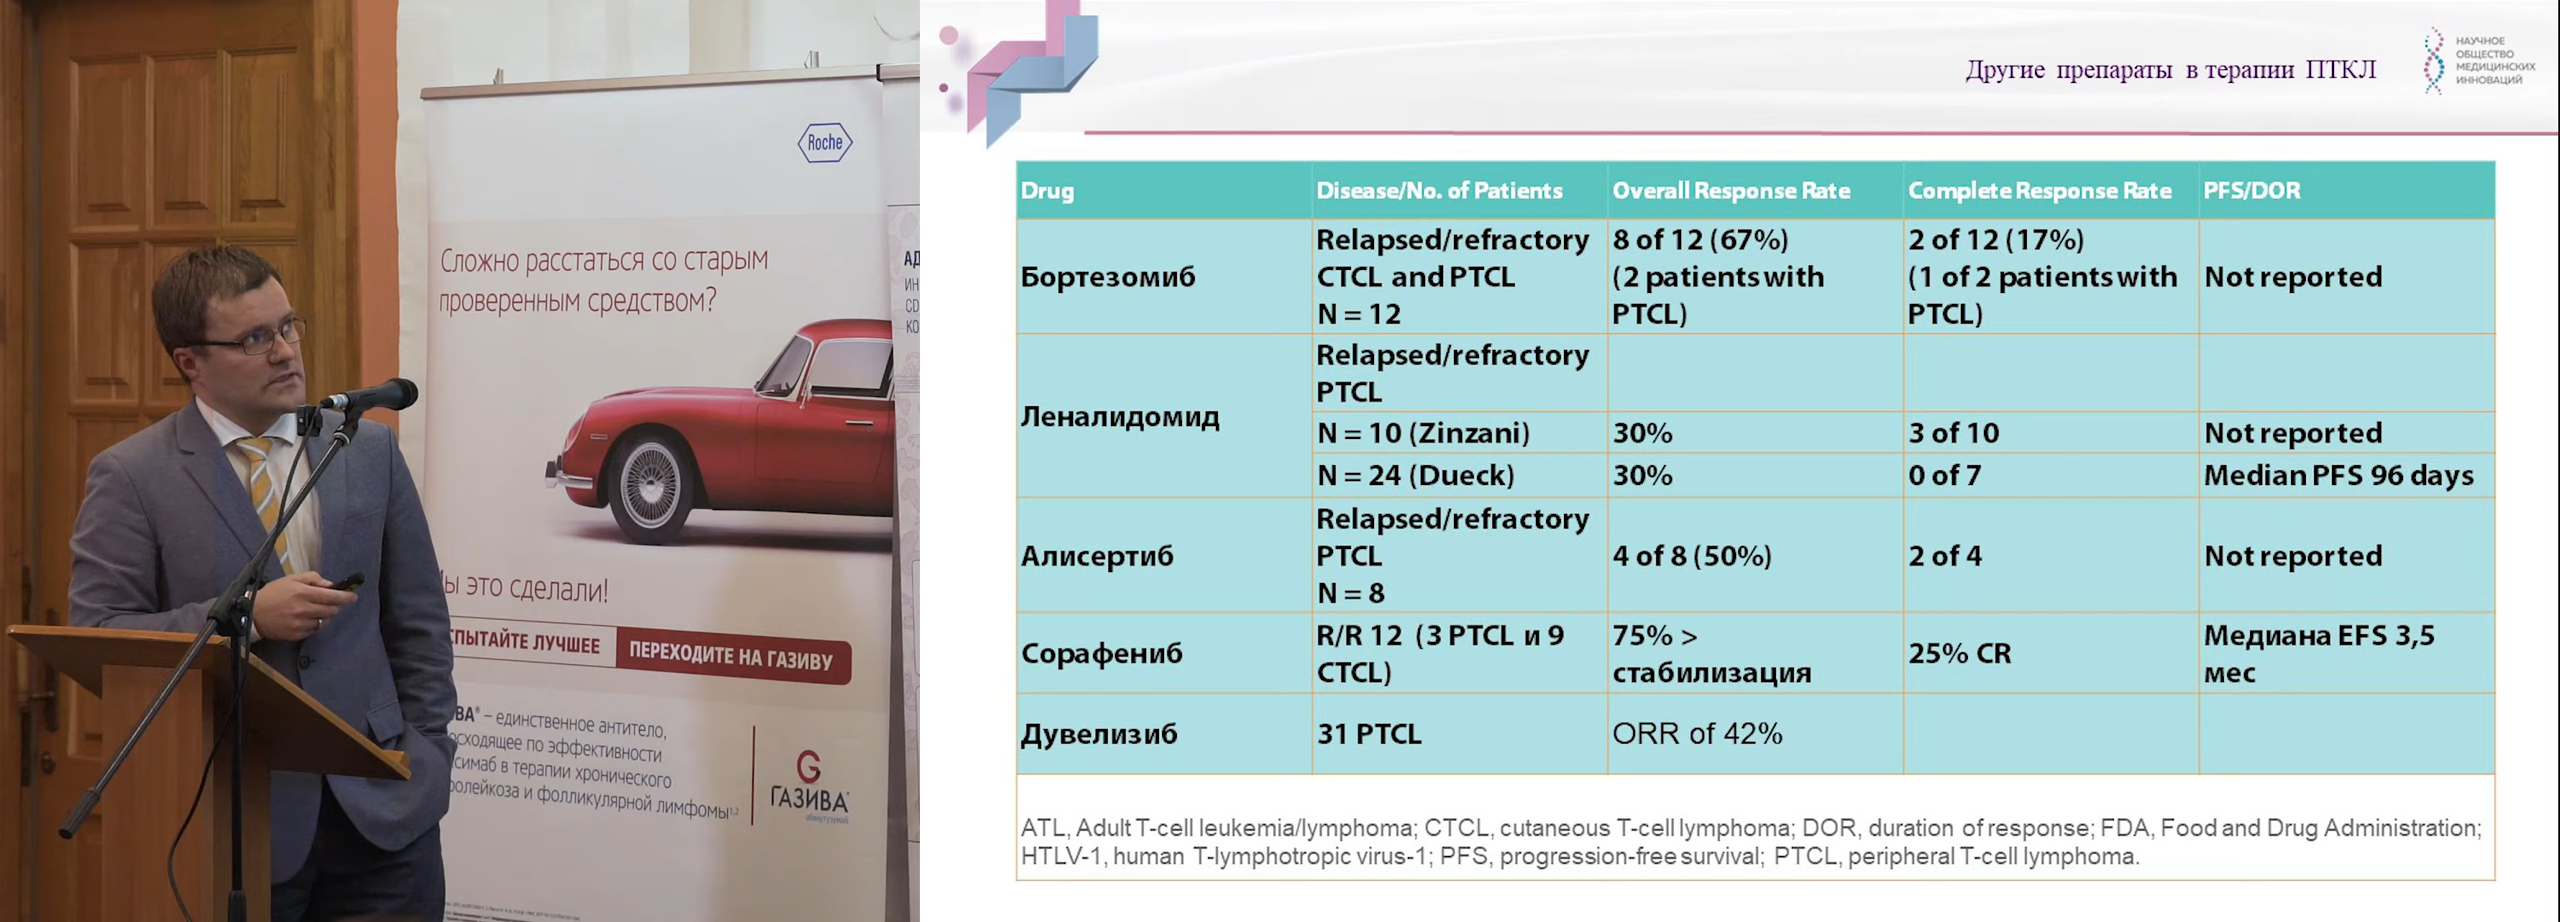 Roche
Сложно расстаться со старым
проверенным средством?
ы это сделали!
СПЫТАЙТЕ ЛУЧШЕЕ
ПЕРЕХОДИТЕ НА ГАЗИВУ
ВА® – единственное антитело,
осходящее по эффективности
ксимаб в терапии хронического
олейкоза и фолликулярной лимфомы¹,²
ГАЗИВА®
обинутузумаб
АД
ИН
CD
КО
Другие препараты в терапии ПТКЛ
НАУЧНОЕ
ОБЩЕСТВО
МЕДИЦИНСКИХ
ИННОВАЦИЙ
Drug Disease/No. of Patients Overall Response Rate Complete Response Rate PFS/DOR
Бортезомиб
Relapsed/refractory
CTCL and PTCL
N = 12
8 of 12 (67%)
(2 patients with
PTCL)
2 of 12 (17%)
(1 of 2 patients with
PTCL)
Not reported
Леналидомид
Relapsed/refractory
PTCL
N = 10 (Zinzani) 30% 3 of 10 Not reported
N = 24 (Dueck) 30% 0 of 7 Median PFS 96 days
Алисертиб
Relapsed/refractory
PTCL
N = 8
4 of 8 (50%)
2 of 4
Not reported
Сорафениб
R/R 12 (3 PTCL и 9
CTCL)
75% >
стабилизация
25% CR
Медиана EFS 3,5
мес
Дувелизиб 31 PTCL ORR of 42%
ATL, Adult T-cell leukemia/lymphoma; CTCL, cutaneous T-cell lymphoma; DOR, duration of response; FDA, Food and Drug Administration;
HTLV-1, human T-lymphotropic virus-1; PFS, progression-free survival; PTCL, peripheral T-cell lymphoma.